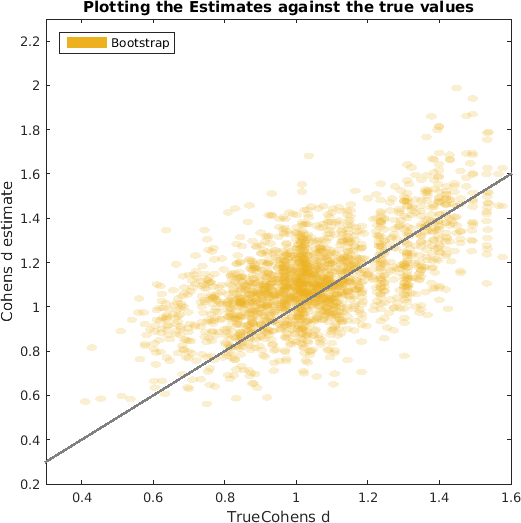 Plotting the Estimates against the true values
Bootstrap
Cohens d estimate
2.2
2
1.8
1.6
1.4
1.2
1
0.8
0.6
0.4
0.2
0.4 0.6 0.8 1 1.2 1.4 1.6
TrueCohens d